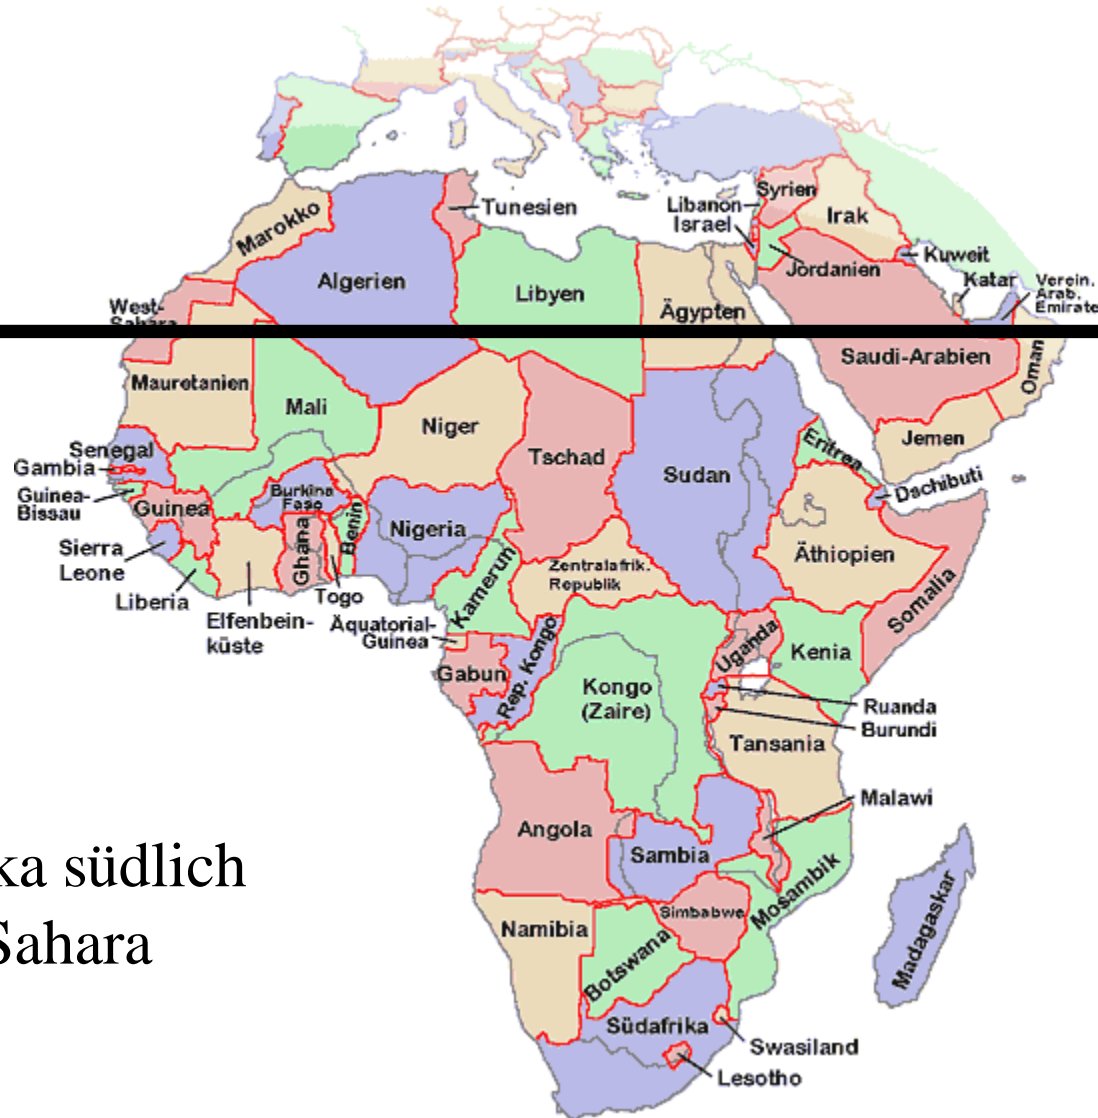 Tunesien
Marokko
Algerien
Libyen
Ägypten
Libanon
Israel
Syrien
Irak
Jordanien
Kuweit
Katar
Verein.
Arab.
Emirate
West-
Sahara
Saudi-Arabien
Oman
Jemen
Mauretanien
Mali
Niger
Tschad
Sudan
Eritrea
Dschibuti
Senegal
Gambia
Guinea-
Bissau
Guinea
Burkina
Faso
Benin
Nigeria
Ghana
Sierra
Leone
Liberia
Elfenbein-
küste
Togo
Kamerun
Zentralafrik.
Republik
Äthiopien
Somalia
Äquatorial-
Guinea
Gabun
Rep. Kongo
Kongo
(Zaire)
Uganda
Kenia
Ruanda
Burundi
Tansania
Malawi
Angola
Sambia
Mosambik
Madagaskar
Simbabwe
Namibia
Botswana
Südafrika
Swasiland
Lesotho
ka südlich
Sahara